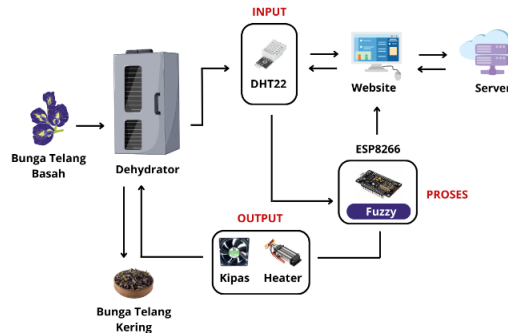 INPUT
DHT22
Website
Server
Bunga Telang
Basah
Dehydrator
ESP8266
Fuzzy
PROSES
OUTPUT
Kipas
Heater
Bunga Telang
Kering